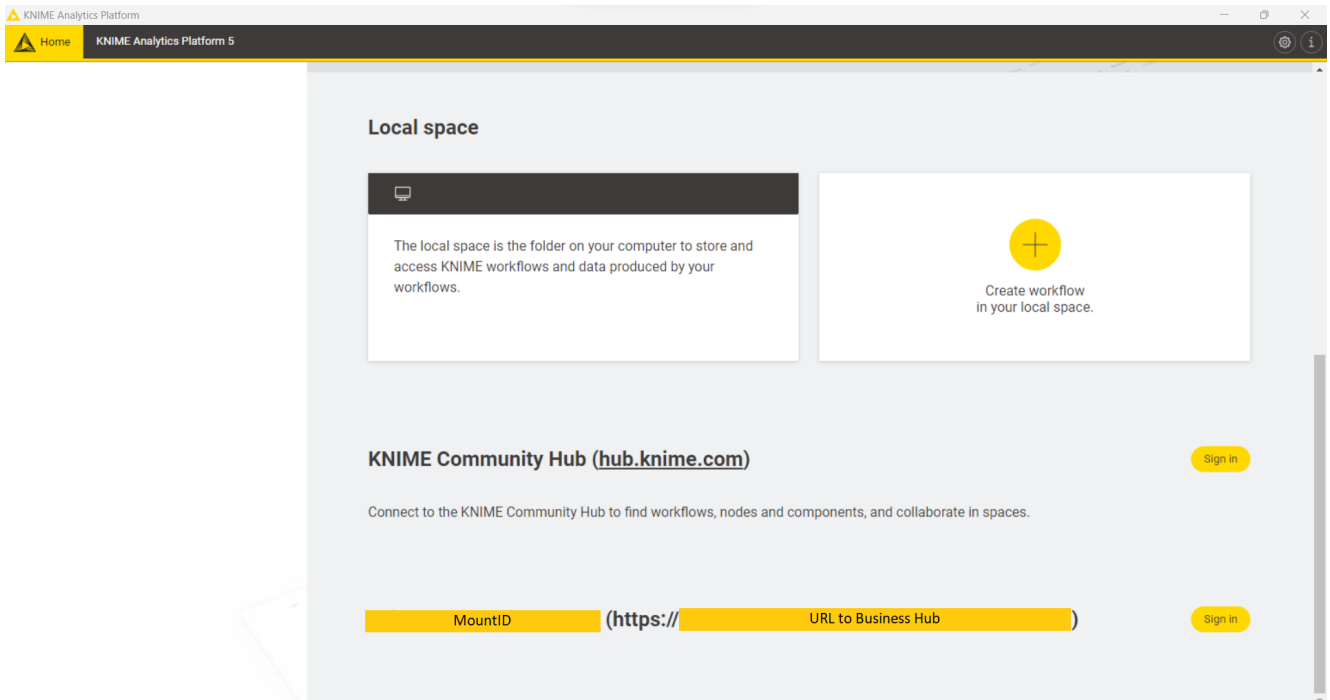 KNIME Analytics Platform
Home
KNIME Analytics Platform 5
Local space
The local space is the folder on your computer to store and
access KNIME workflows and data produced by your
workflows.
Create workflow
in your local space.
KNIME Community Hub (hub.knime.com)
Sign in
Connect to the KNIME Community Hub to find workflows, nodes and components, and collaborate in spaces.
MountID (https:// URL to Business Hub )
Sign in